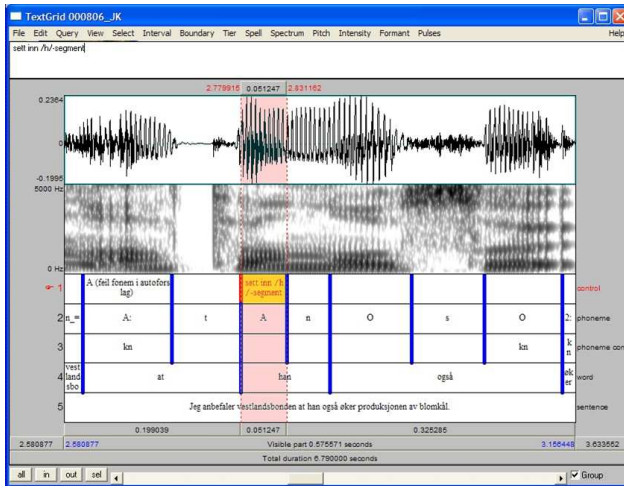 TextGrid 000806_JK
File Edit Query View Select Interval Boundary Tier Spell Spectrum Pitch Intensity Formant Pulses Help
sett inn /h/-segment
2.779916 0.051247 2.831162
0.2364
0
-0.1995
5000 Hz
0 Hz
1 A (feil fonem i autofors lag) sett inn /h /-segment control
2 n_= A: t A n O s O 2: phoneme
3 kn kn k n phoneme con
4 vest lands bo at han også øk er word
5 Jeg anbefaler vestlandsbonden at han også øker produksjonen av blomkål. sentence
0.199039 0.051247 0.325285
2.580877 2.580877 Visible part 0.575571 seconds 3.156448 3.633552
Total duration 6.790000 seconds
all in out sel Group